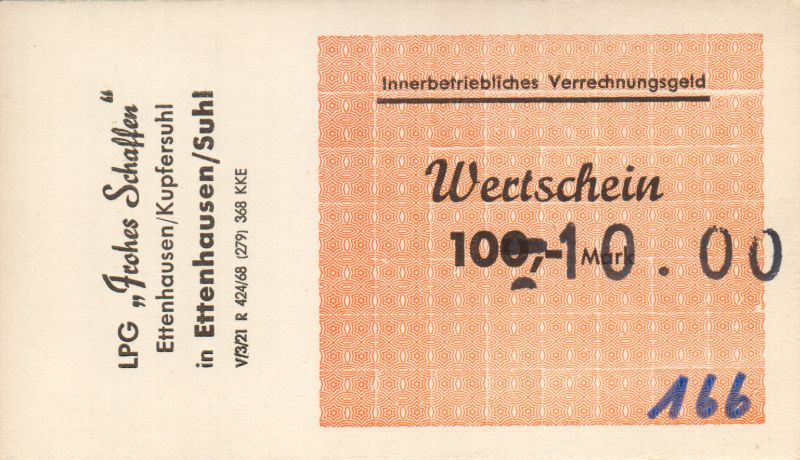 LPG „Frohes Schaffen“
Ettenhausen/Kupfersuhl
in Ettenhausen/Suhl
V/3/21 R 424/68 (279) 368 KKE
Innerbetriebliches Verrechnungsgeld
Wertschein
100,- Mark
10.00
166